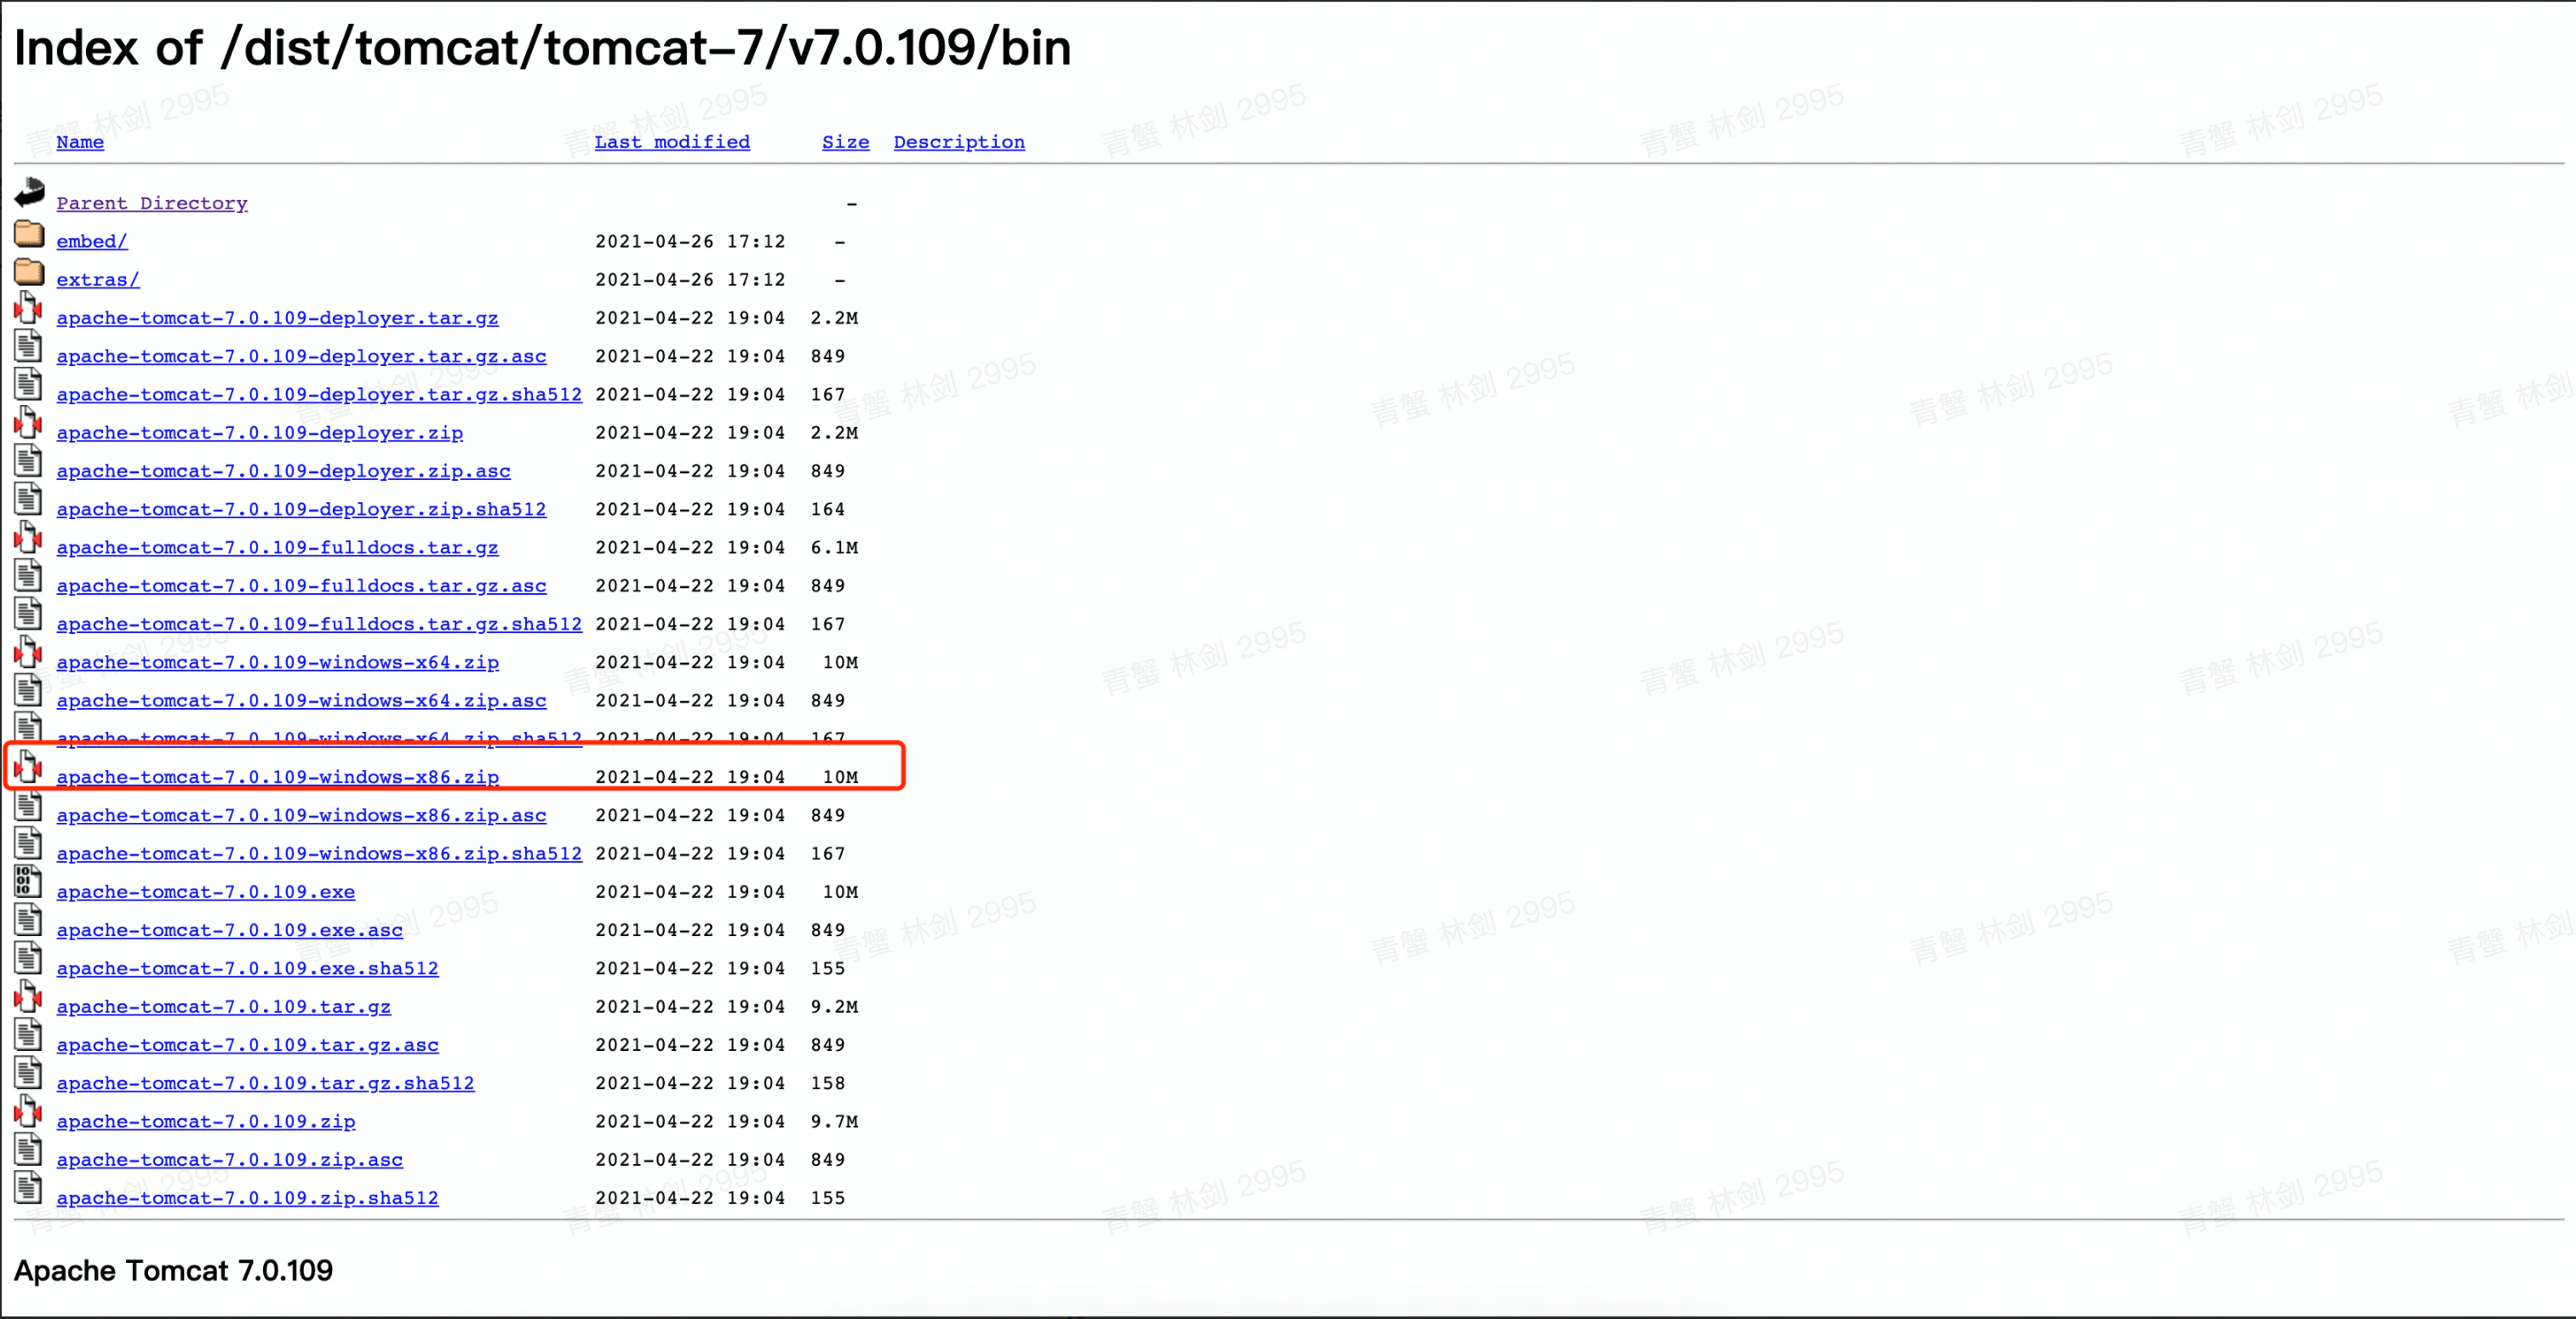 Index of /dist/tomcat/tomcat-7/v7.0.109/bin
Name Last modified Size Description
Parent Directory -
embed/ 2021-04-26 17:12 -
extras/ 2021-04-26 17:12 -
apache-tomcat-7.0.109-deployer.tar.gz 2021-04-22 19:04 2.2M
apache-tomcat-7.0.109-deployer.tar.gz.asc 2021-04-22 19:04 849
apache-tomcat-7.0.109-deployer.tar.gz.sha512 2021-04-22 19:04 167
apache-tomcat-7.0.109-deployer.zip 2021-04-22 19:04 2.2M
apache-tomcat-7.0.109-deployer.zip.asc 2021-04-22 19:04 849
apache-tomcat-7.0.109-deployer.zip.sha512 2021-04-22 19:04 164
apache-tomcat-7.0.109-fulldocs.tar.gz 2021-04-22 19:04 6.1M
apache-tomcat-7.0.109-fulldocs.tar.gz.asc 2021-04-22 19:04 849
apache-tomcat-7.0.109-fulldocs.tar.gz.sha512 2021-04-22 19:04 167
apache-tomcat-7.0.109-windows-x64.zip 2021-04-22 19:04 10M
apache-tomcat-7.0.109-windows-x64.zip.asc 2021-04-22 19:04 849
apache-tomcat-7.0.109-windows-x64.zip.sha512 2021-04-22 19:04 167
apache-tomcat-7.0.109-windows-x86.zip 2021-04-22 19:04 10M
apache-tomcat-7.0.109-windows-x86.zip.asc 2021-04-22 19:04 849
apache-tomcat-7.0.109-windows-x86.zip.sha512 2021-04-22 19:04 167
apache-tomcat-7.0.109.exe 2021-04-22 19:04 10M
apache-tomcat-7.0.109.exe.asc 2021-04-22 19:04 849
apache-tomcat-7.0.109.exe.sha512 2021-04-22 19:04 155
apache-tomcat-7.0.109.tar.gz 2021-04-22 19:04 9.2M
apache-tomcat-7.0.109.tar.gz.asc 2021-04-22 19:04 849
apache-tomcat-7.0.109.tar.gz.sha512 2021-04-22 19:04 158
apache-tomcat-7.0.109.zip 2021-04-22 19:04 9.7M
apache-tomcat-7.0.109.zip.asc 2021-04-22 19:04 849
apache-tomcat-7.0.109.zip.sha512 2021-04-22 19:04 155
Apache Tomcat 7.0.109
青蟹 林剑 2995